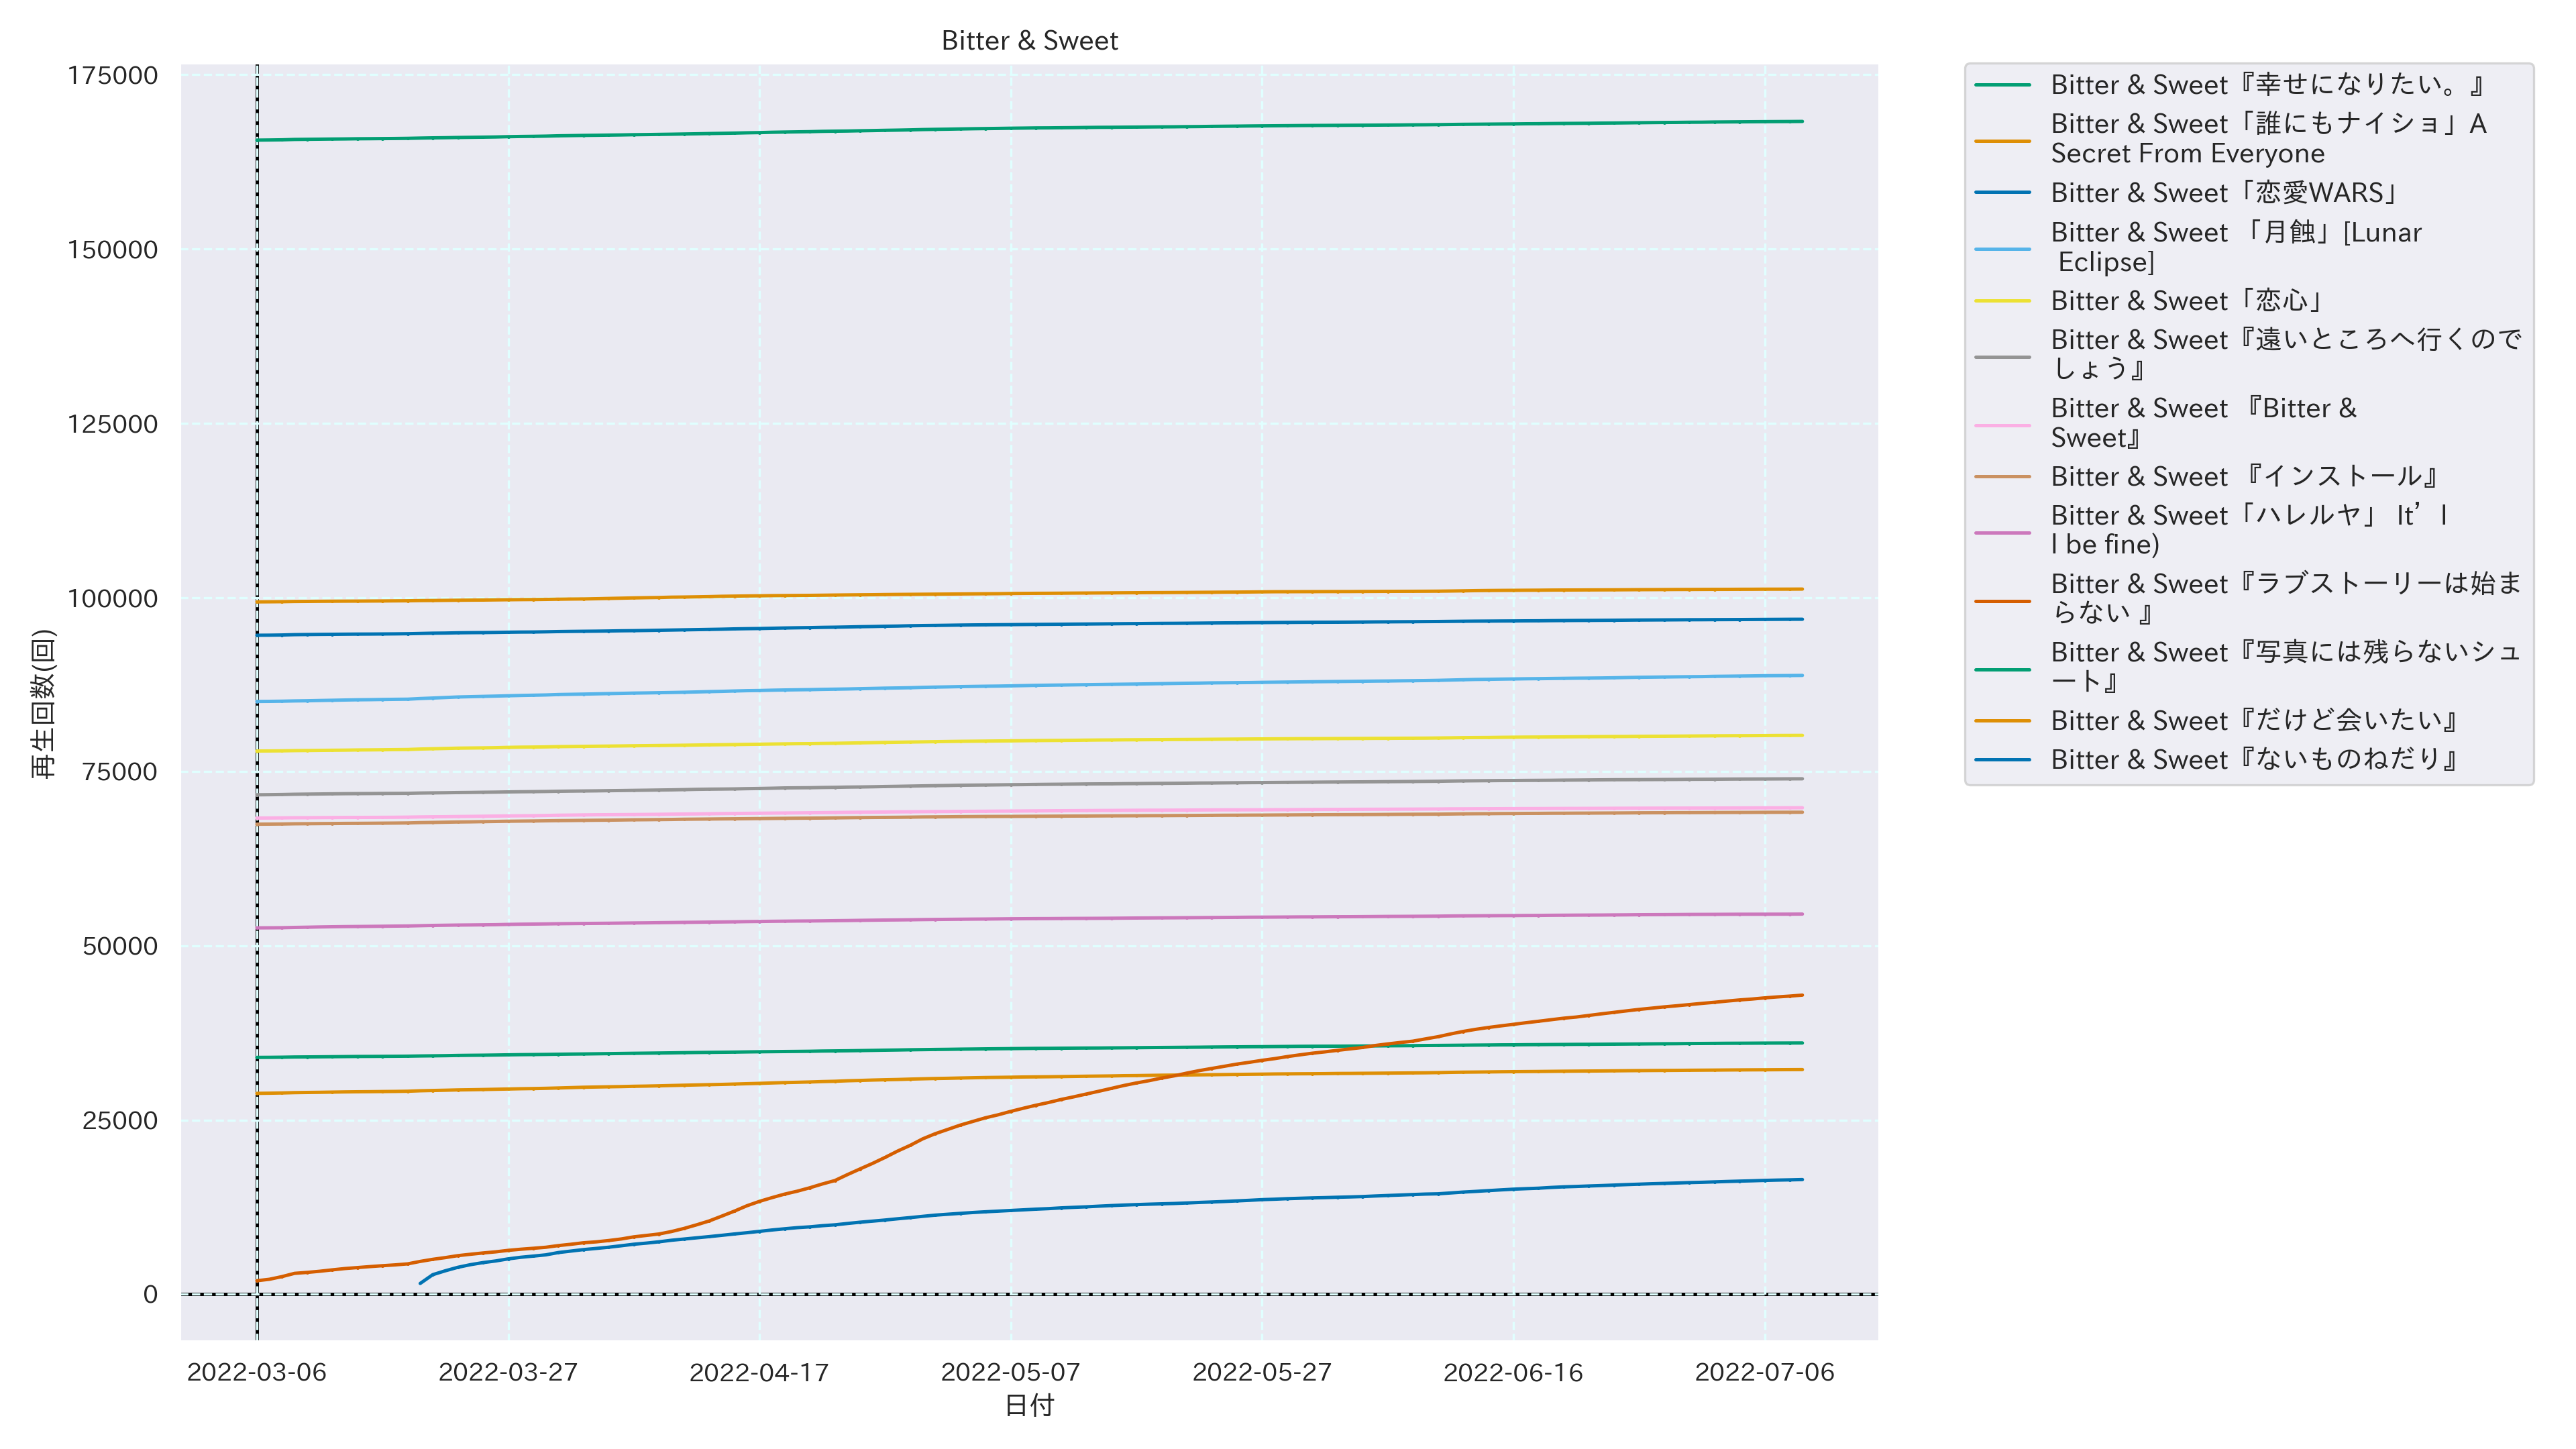 Bitter & Sweet
175000
150000
125000
100000
75000
50000
25000
0
再生回数(回)
2022-03-06
2022-03-27
2022-04-17
2022-05-07
2022-05-27
2022-06-16
2022-07-06
日付
Bitter & Sweet『幸せになりたい。』
Bitter & Sweet「誰にもナイショ」A
Secret From Everyone
Bitter & Sweet「恋愛WARS」
Bitter & Sweet 「月蝕」[Lunar
Eclipse]
Bitter & Sweet「恋心」
Bitter & Sweet『遠いところへ行くので
しょう』
Bitter & Sweet 『Bitter &
Sweet』
Bitter & Sweet 『インストール』
Bitter & Sweet「ハレルヤ」 It’l
l be fine)
Bitter & Sweet『ラブストーリーは始ま
らない 』
Bitter & Sweet『写真には残らないシュ
ート』
Bitter & Sweet『だけど会いたい』
Bitter & Sweet『ないものねだり』